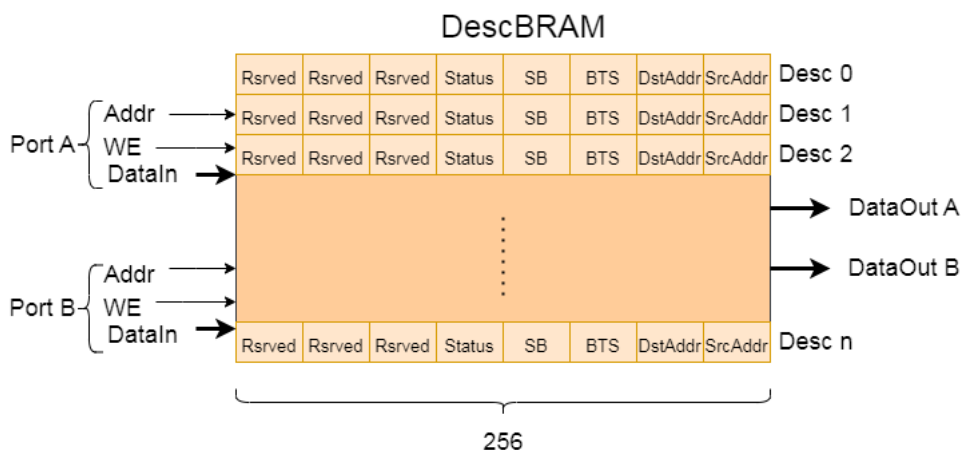 DescBRAM
Rsrved Rsrved Rsrved Status SB BTS DstAddr SrcAddr Desc 0
Addr Rsrved Rsrved Rsrved Status SB BTS DstAddr SrcAddr Desc 1
Port A
WE Rsrved Rsrved Rsrved Status SB BTS DstAddr SrcAddr Desc 2
DataIn
DataOut A
Addr DataOut B
Port B
WE
DataIn Rsrved Rsrved Rsrved Status SB BTS DstAddr SrcAddr Desc n
256